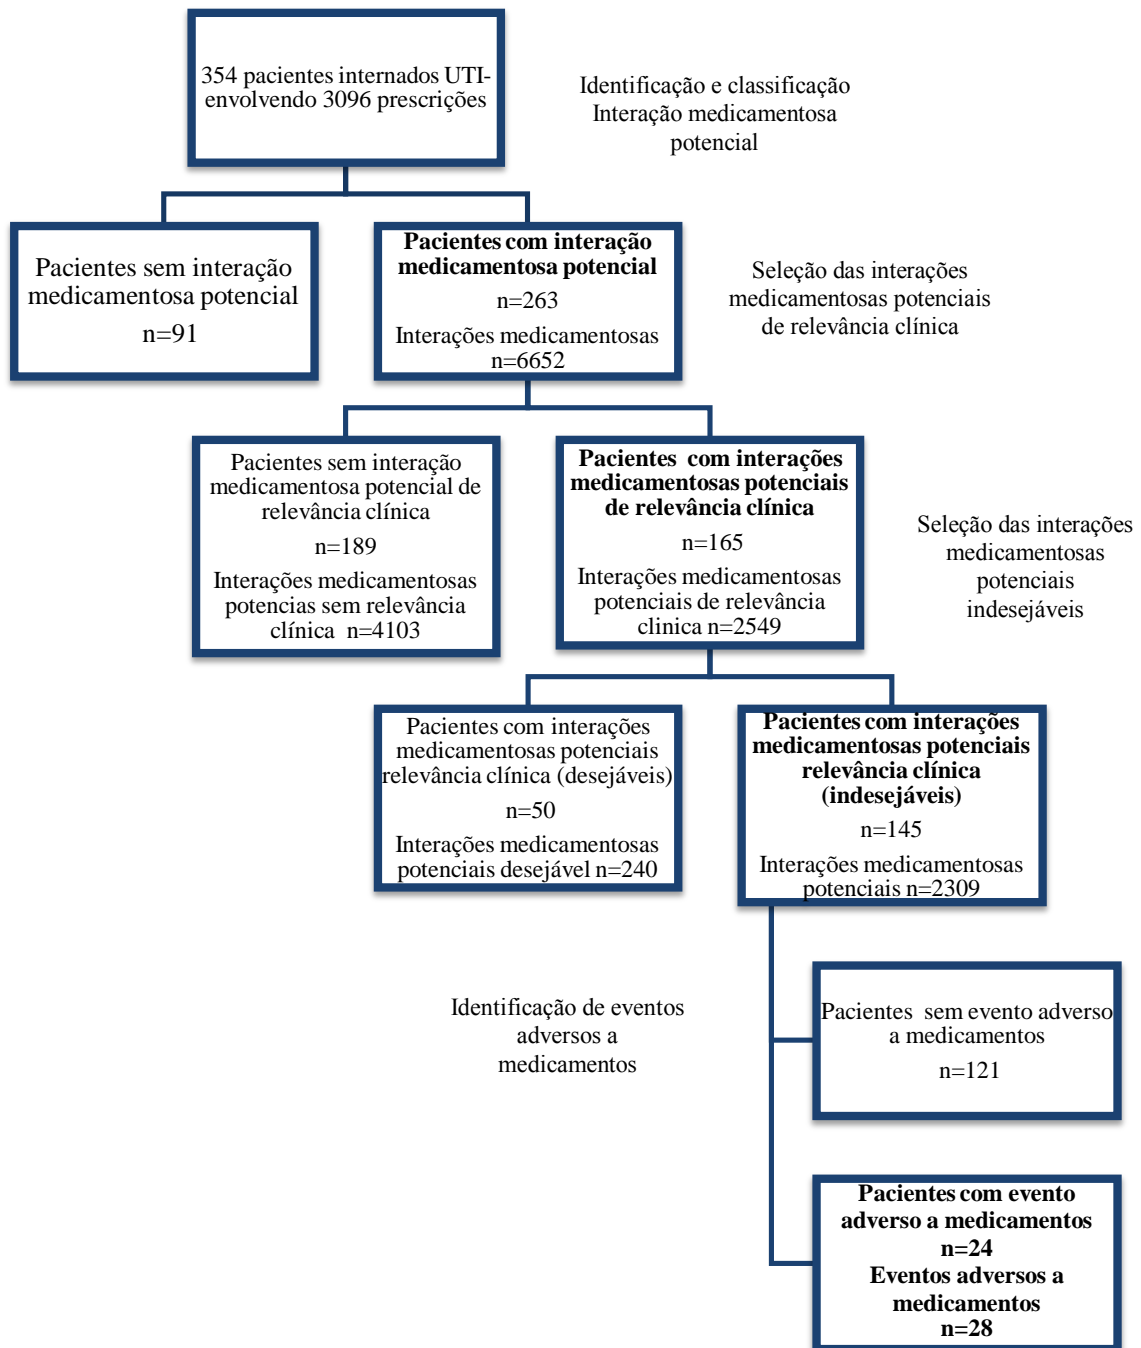 354 pacientes internados UTI-
envolvendo 3096 prescrições
Identificação e classificação
Interação medicamentosa
potencial
Pacientes sem interação
medicamentosa potencial
n=91
Pacientes com interação
medicamentosa potencial
n=263
Interações medicamentosas
n=6652
Seleção das interações
medicamentosas potenciais
de relevância clínica
Pacientes sem interação
medicamentosa potencial de
relevância clínica
n=189
Interações medicamentosas
potencias sem relevância
clínica n=4103
Pacientes com interações
medicamentosas potenciais
de relevância clínica
n=165
Interações medicamentosas
potenciais de relevância
clinica n=2549
Seleção das interações
medicamentosas
potenciais
indesejáveis
Pacientes com interações
medicamentosas potenciais
relevância clínica (desejáveis)
n=50
Interações medicamentosas
potenciais desejável n=240
Pacientes com interações
medicamentosas potenciais
relevância clínica
(indesejáveis)
n=145
Interações medicamentosas
potenciais n=2309
Identificação de eventos
adversos a
medicamentos
Pacientes sem evento adverso
a medicamentos
n=121
Pacientes com evento
adverso a medicamentos
n=24
Eventos adversos a
medicamentos
n=28